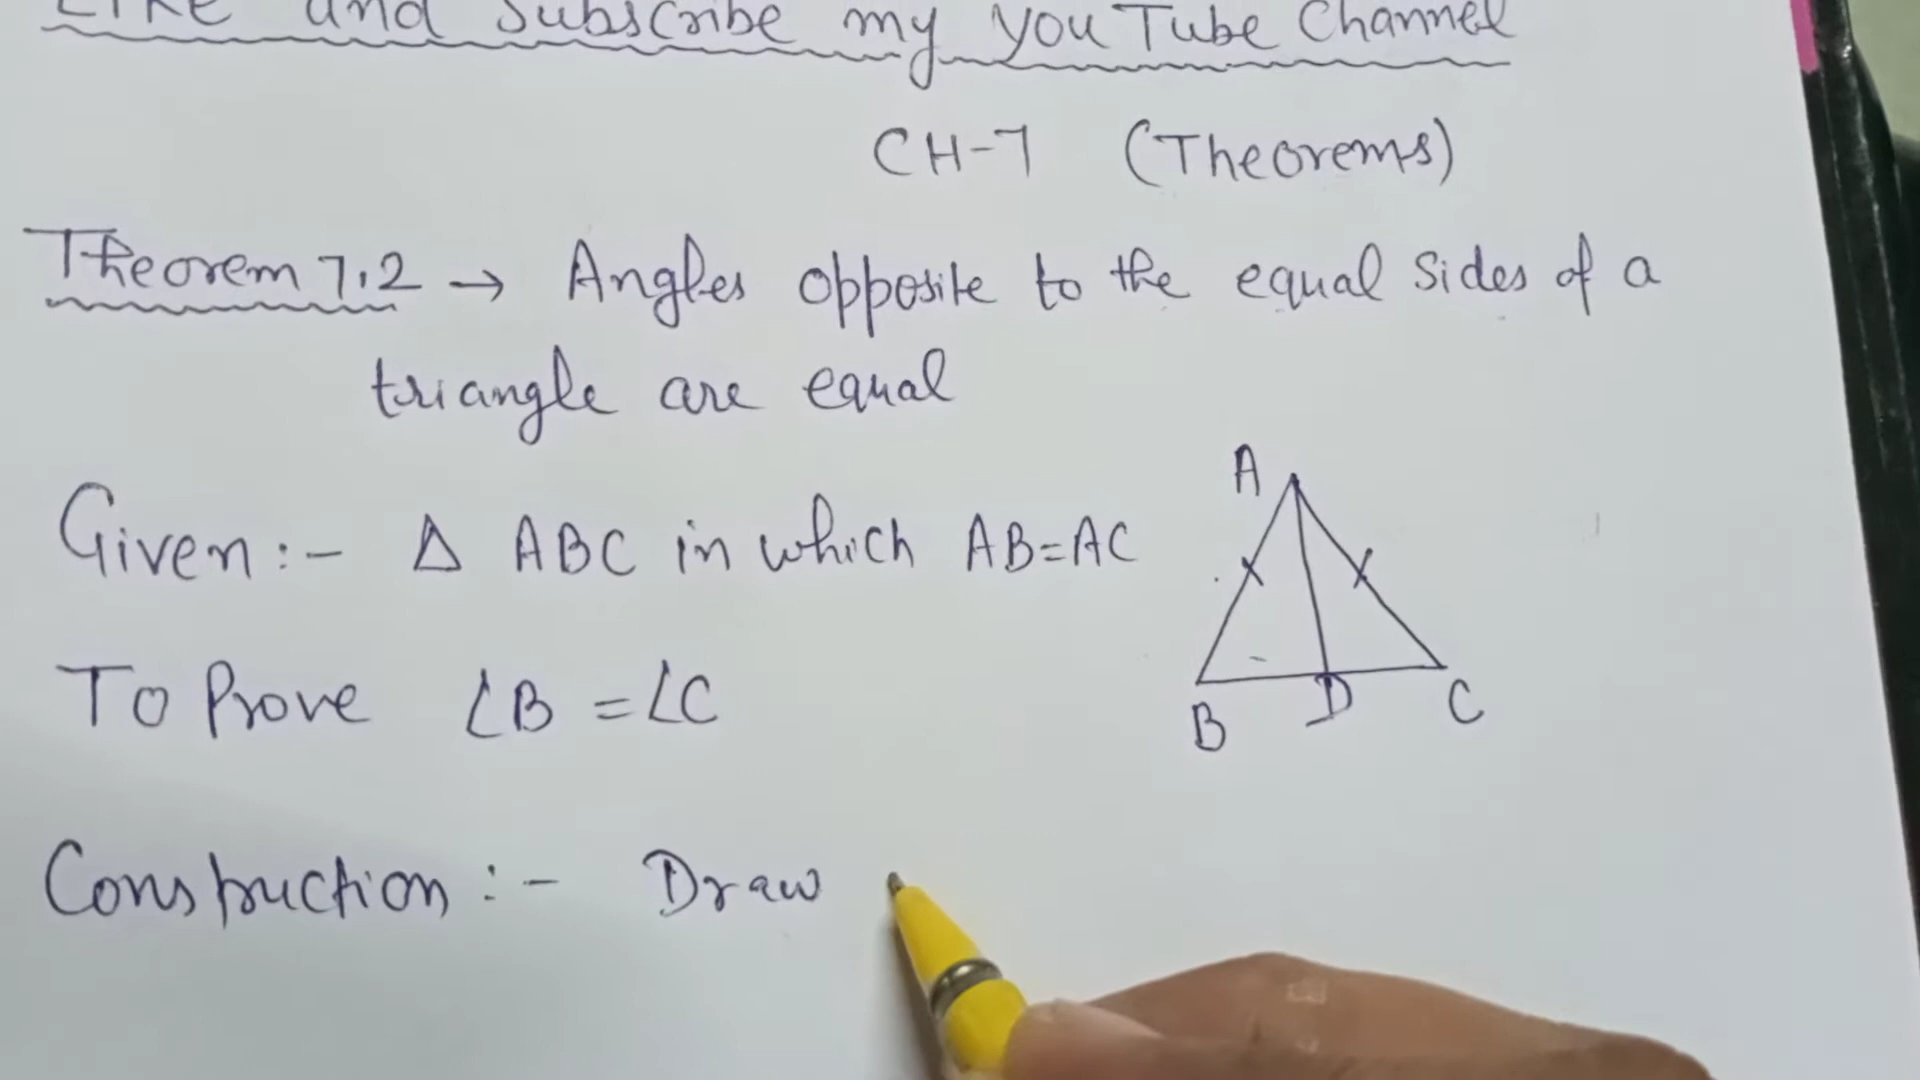 Like and Subscribe my YouTube Channel
CH-7 (Theorems)
Theorem 7.2 → Angles opposite to the equal sides of a
triangle are equal
Given:- Δ ABC in which AB=AC
To Prove ∠B = ∠C
A
B D C
Construction :- Draw